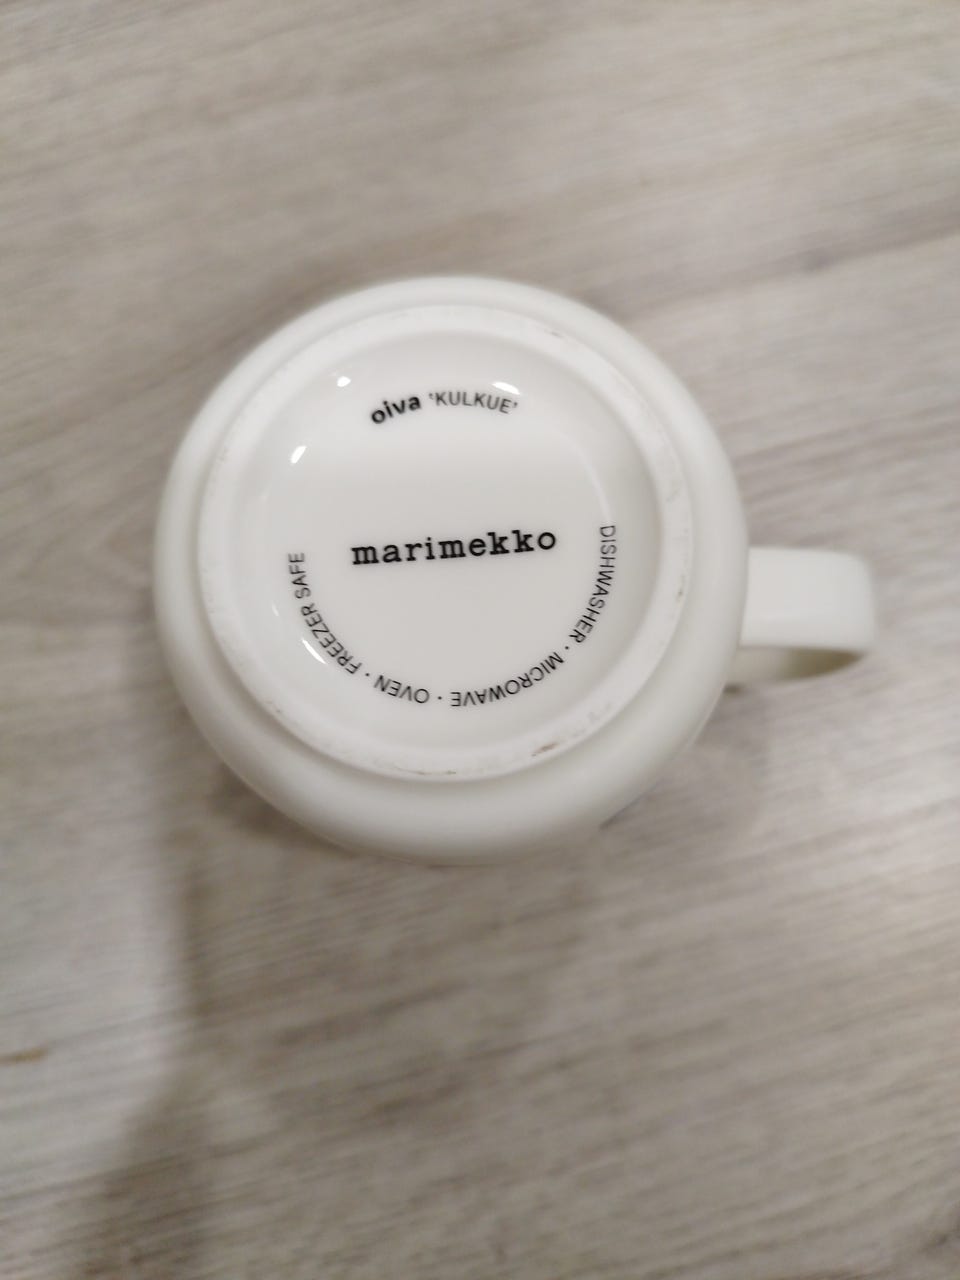 oiva 'KULKUE'
marimekko
DISHWASHER · MICROWAVE · OVEN · FREEZER SAFE